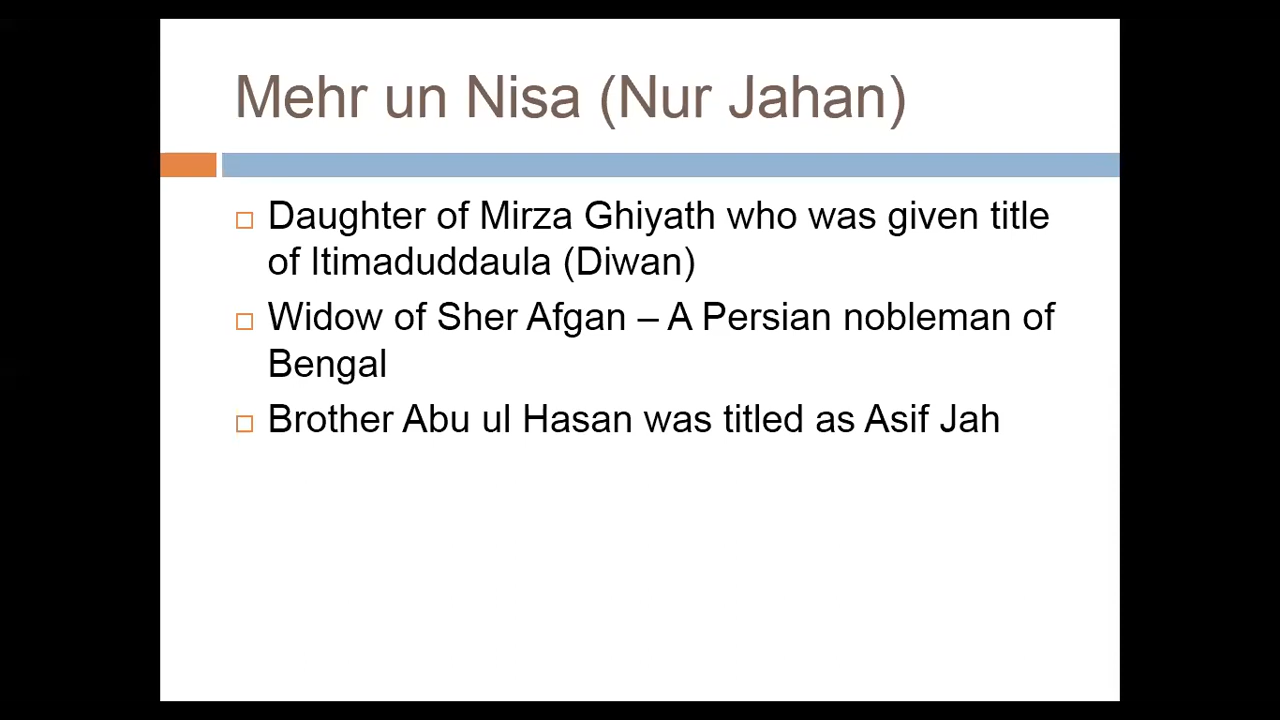 Mehr un Nisa (Nur Jahan)
Daughter of Mirza Ghiyath who was given title
of Itimaduddaula (Diwan)
Widow of Sher Afgan – A Persian nobleman of
Bengal
Brother Abu ul Hasan was titled as Asif Jah